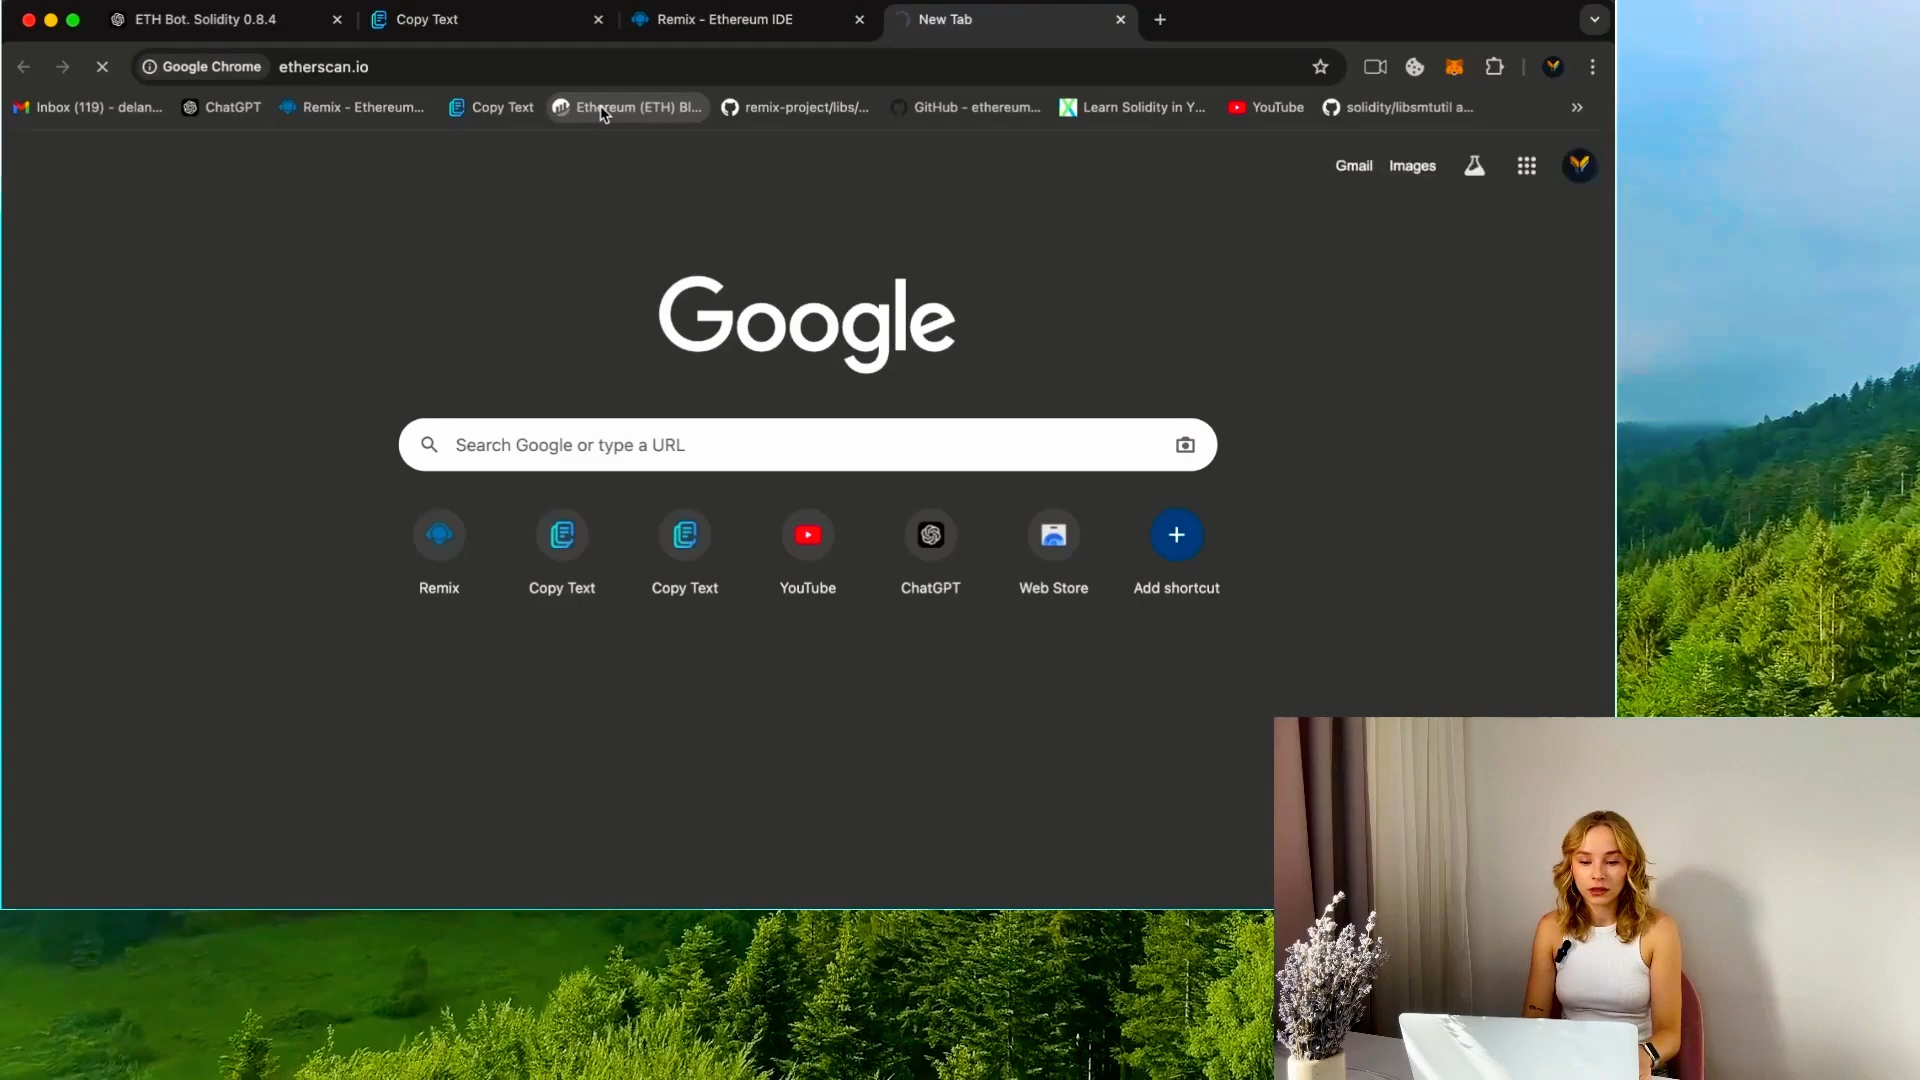 ETH Bot. Solidity 0.8.4
Copy Text
Remix - Ethereum IDE
New Tab
Google Chrome
etherscan.io
Inbox (119) - delan...
ChatGPT
Remix - Ethereum...
Copy Text
Ethereum (ETH) Bl...
remix-project/libs/...
GitHub - ethereum...
Learn Solidity in Y...
YouTube
solidity/libsmtutil a...
Gmail
Images
Google
Search Google or type a URL
Remix
Copy Text
Copy Text
YouTube
ChatGPT
Web Store
Add shortcut